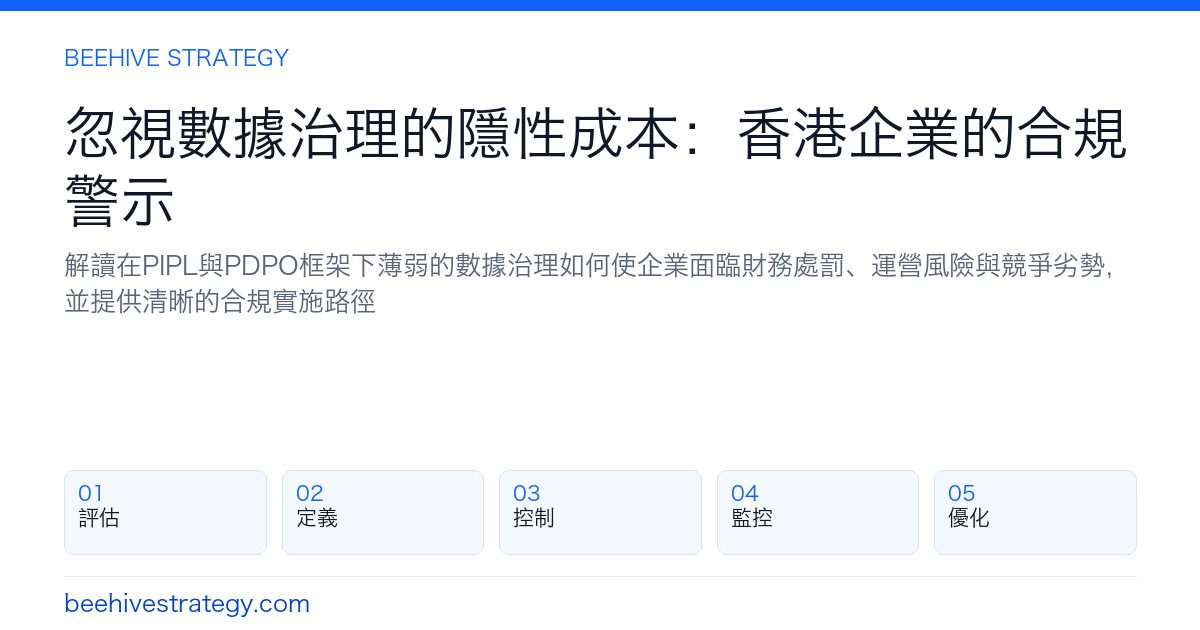 BEEHIVE STRATEGY
忽視數據治理的隱性成本：香港企業的合規
警示
解讀在PIPL與PDPO框架下薄弱的數據治理如何使企業面臨財務處罰、運營風險與競爭劣勢，
並提供清晰的合規實施路徑
01
評估
02
定義
03
控制
04
監控
05
優化
beehivestrategy.com